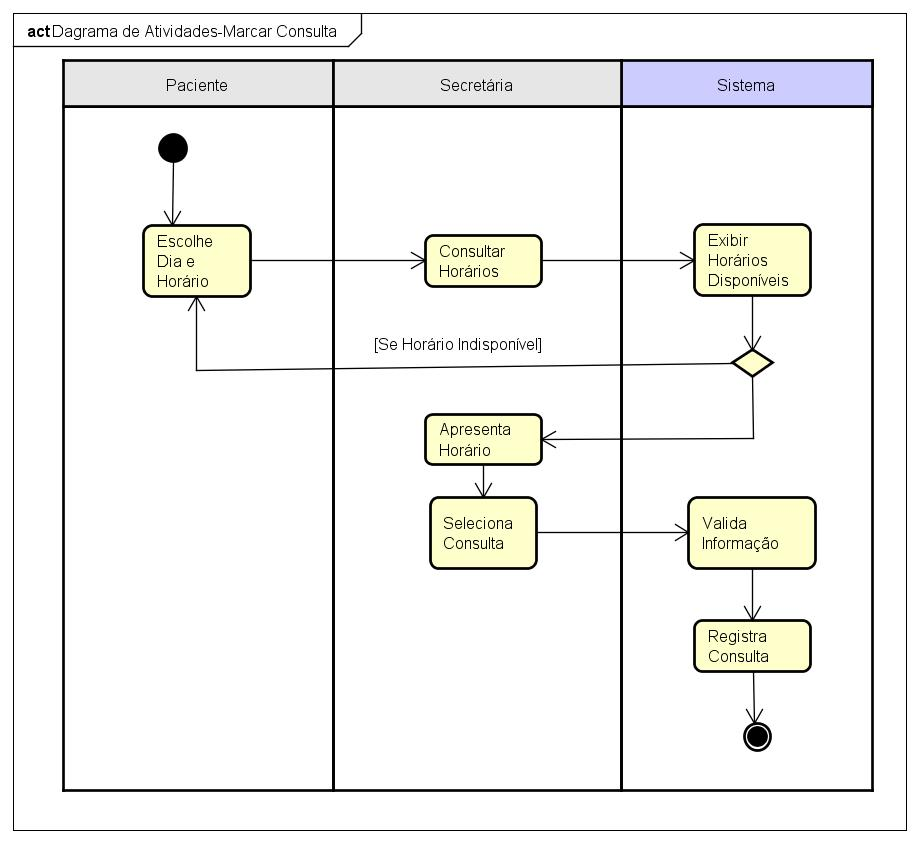 act Dagrama de Atividades-Marcar Consulta
Paciente
Secretária
Sistema
Escolhe
Dia e
Horário
Consultar
Horários
Exibir
Horários
Disponíveis
[Se Horário Indisponível]
Apresenta
Horário
Seleciona
Consulta
Valida
Informação
Registra
Consulta